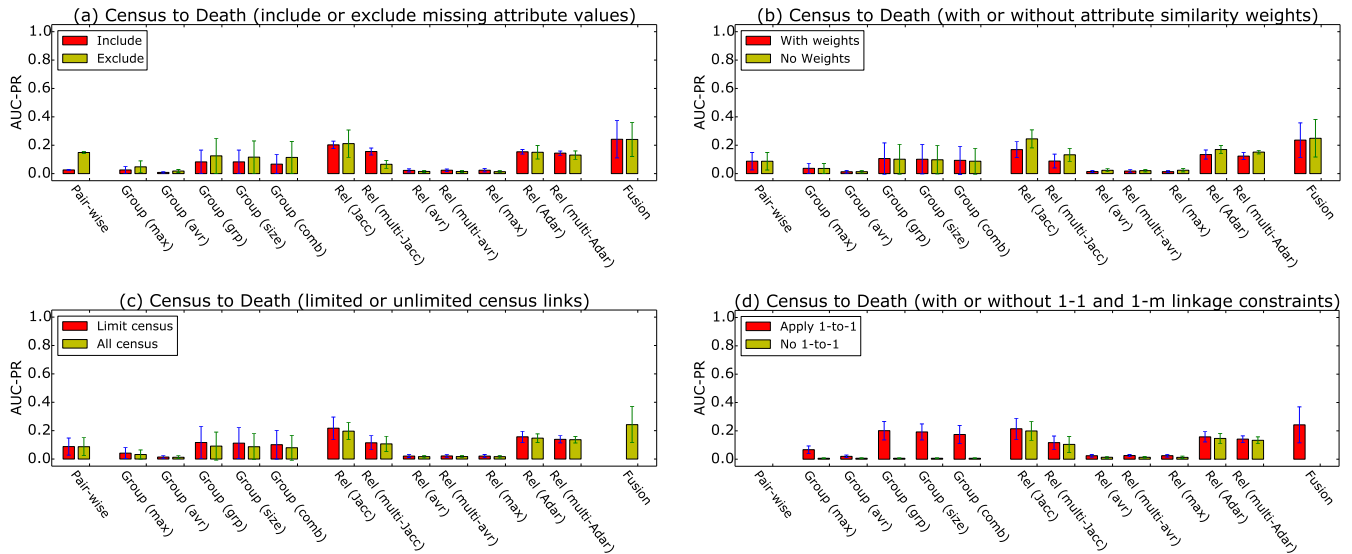 (a) Census to Death (include or exclude missing attribute values)
AUC-PR
1.0
0.8
0.6
0.4
0.2
0.0
Include
Exclude
Pair-wise
Group (max)
Group (avr)
Group (grp)
Group (size)
Group (comb)
Rel (Jacc)
Rel (multi-Jacc)
Rel (avr)
Rel (multi-avr)
Rel (max)
Rel (Adar)
Rel (multi-Adar)
Fusion
(b) Census to Death (with or without attribute similarity weights)
AUC-PR
1.0
0.8
0.6
0.4
0.2
0.0
With weights
No Weights
Pair-wise
Group (max)
Group (avr)
Group (grp)
Group (size)
Group (comb)
Rel (Jacc)
Rel (multi-Jacc)
Rel (avr)
Rel (multi-avr)
Rel (max)
Rel (Adar)
Rel (multi-Adar)
Fusion
(c) Census to Death (limited or unlimited census links)
AUC-PR
1.0
0.8
0.6
0.4
0.2
0.0
Limit census
All census
Pair-wise
Group (max)
Group (avr)
Group (grp)
Group (size)
Group (comb)
Rel (Jacc)
Rel (multi-Jacc)
Rel (avr)
Rel (multi-avr)
Rel (max)
Rel (Adar)
Rel (multi-Adar)
Fusion
(d) Census to Death (with or without 1-1 and 1-m linkage constraints)
AUC-PR
1.0
0.8
0.6
0.4
0.2
0.0
Apply 1-to-1
No 1-to-1
Pair-wise
Group (max)
Group (avr)
Group (grp)
Group (size)
Group (comb)
Rel (Jacc)
Rel (multi-Jacc)
Rel (avr)
Rel (multi-avr)
Rel (max)
Rel (Adar)
Rel (multi-Adar)
Fusion